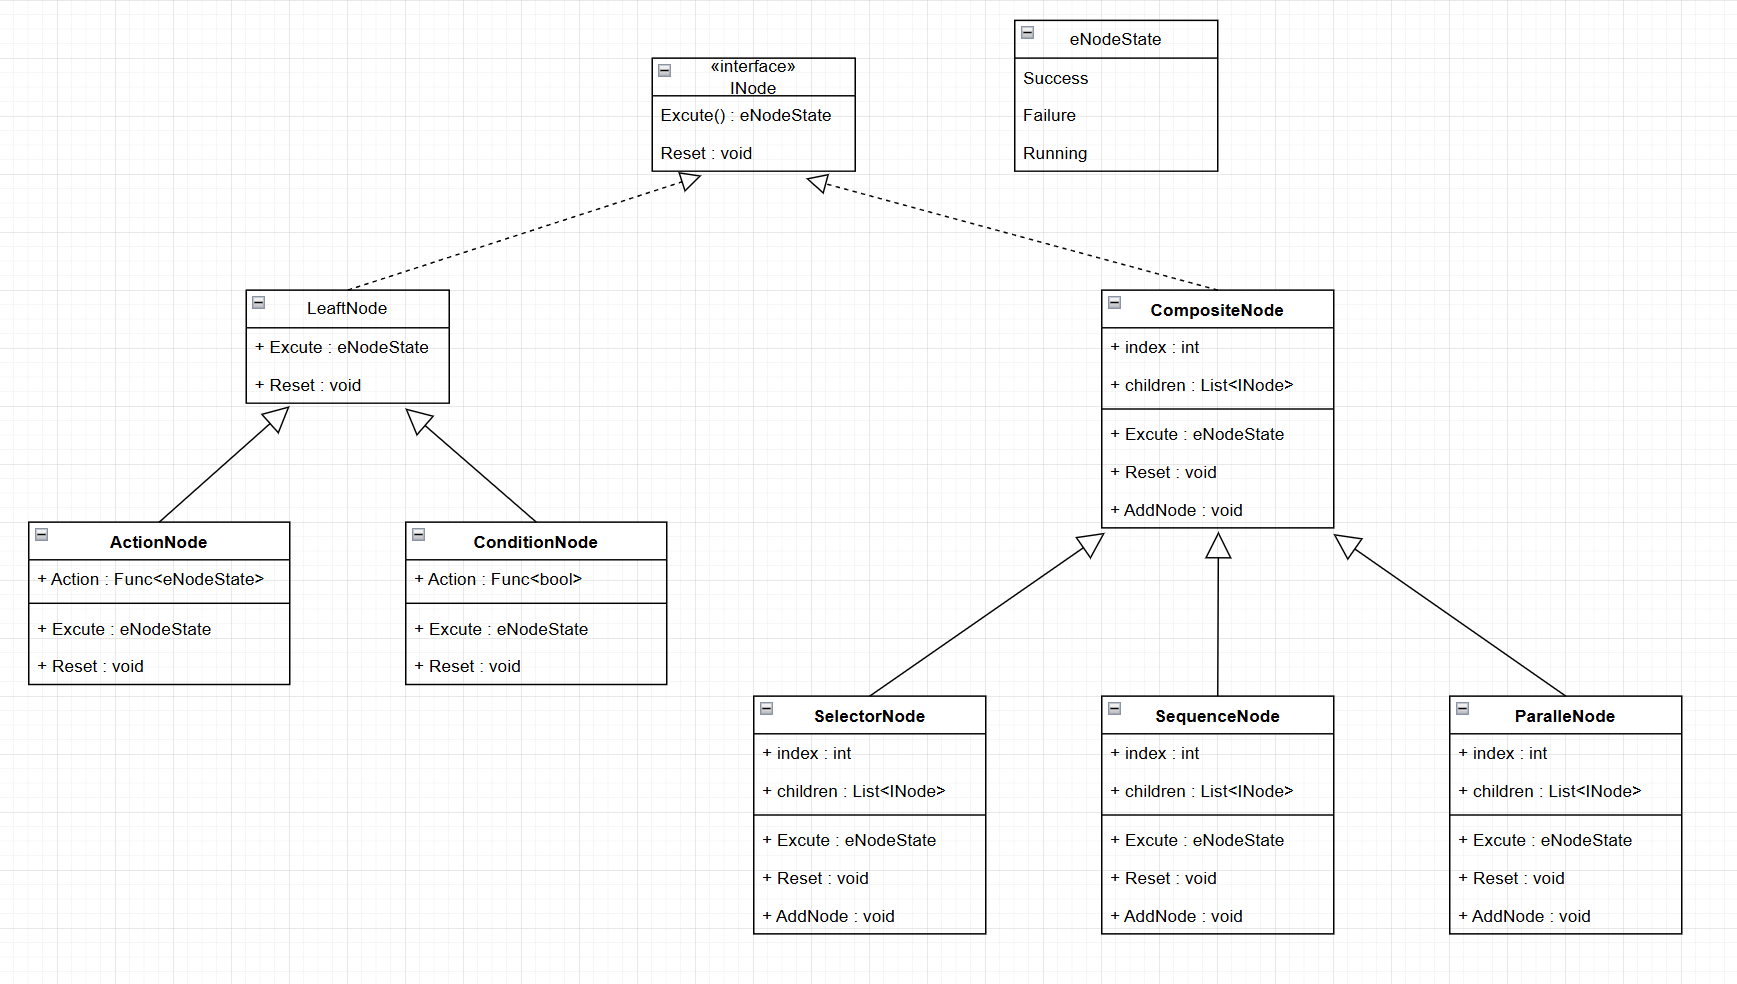 eNodeState
Success
Failure
Running
«interface»
INode
Excute() : eNodeState
Reset : void
LeaftNode
+ Excute : eNodeState
+ Reset : void
CompositeNode
+ index : int
+ children : List<INode>
+ Excute : eNodeState
+ Reset : void
+ AddNode : void
ActionNode
+ Action : Func<eNodeState>
+ Excute : eNodeState
+ Reset : void
ConditionNode
+ Action : Func<bool>
+ Excute : eNodeState
+ Reset : void
SelectorNode
+ index : int
+ children : List<INode>
+ Excute : eNodeState
+ Reset : void
+ AddNode : void
SequenceNode
+ index : int
+ children : List<INode>
+ Excute : eNodeState
+ Reset : void
+ AddNode : void
ParalleNode
+ index : int
+ children : List<INode>
+ Excute : eNodeState
+ Reset : void
+ AddNode : void